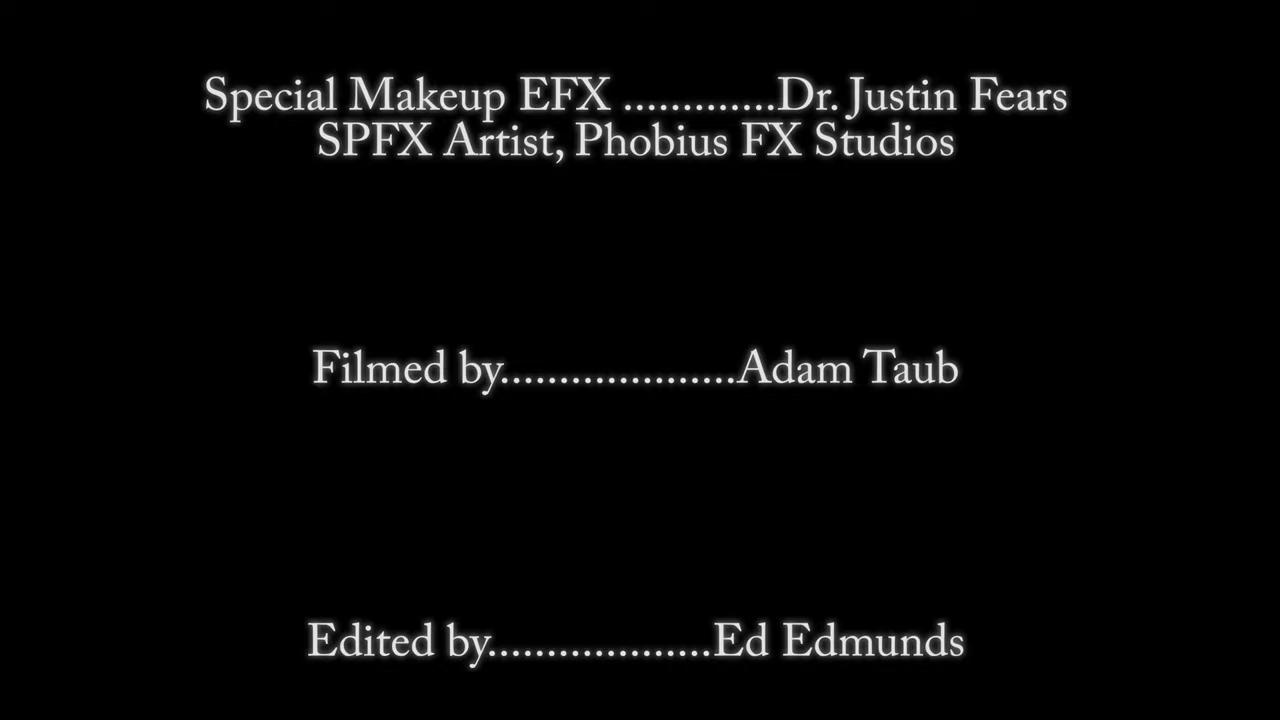 Special Makeup EFX .............Dr. Justin Fears
SPFX Artist, Phobius FX Studios
Filmed by....................Adam Taub
Edited by...................Ed Edmunds